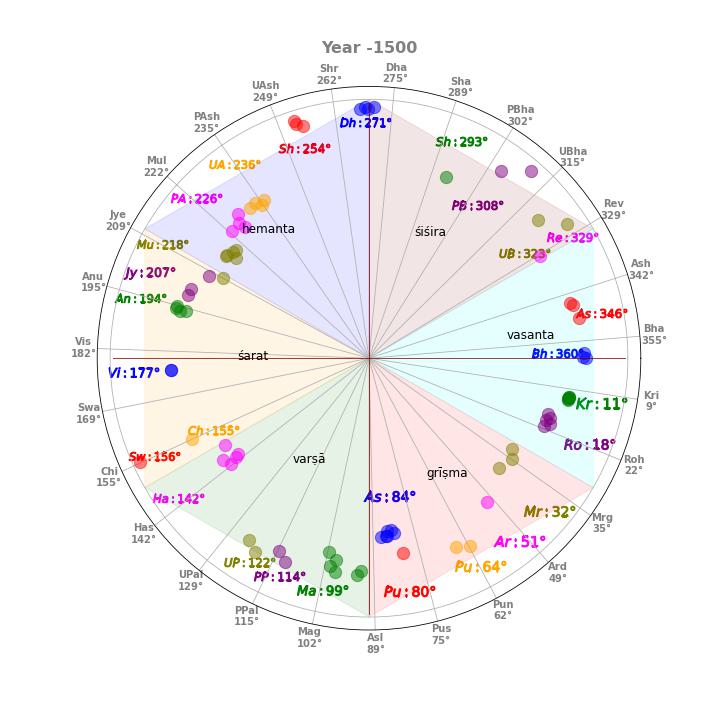 Year -1500
Dha
275°
Shr
262°
Sha
289°
UAsh
249°
PBha
302°
PAsh
235°
UBha
315°
Mul
222°
Rev
329°
Jye
209°
Ash
342°
Anu
195°
Bha
355°
Vis
182°
Kri
9°
Swa
169°
Roh
22°
Chi
155°
Mrg
35°
Has
142°
Ard
49°
UPal
129°
Pun
62°
PPal
115°
Pus
75°
Mag
102°
Asl
89°
Dh:271°
Sh:254°
Sh:293°
UA:236°
PA:226°
PB:308°
hemanta
śiśira
Mu:218°
Re:329°
UB:323°
Jy:207°
An:194°
As:346°
vasanta
śarat
Bh:360°
Vi:177°
Kr:11°
Ch:155°
Ro:18°
Sw:156°
varṣā
grīṣma
Ha:142°
As:84°
Mr:32°
Ar:51°
UP:122°
PP:114°
Pu:64°
Ma:99°
Pu:80°